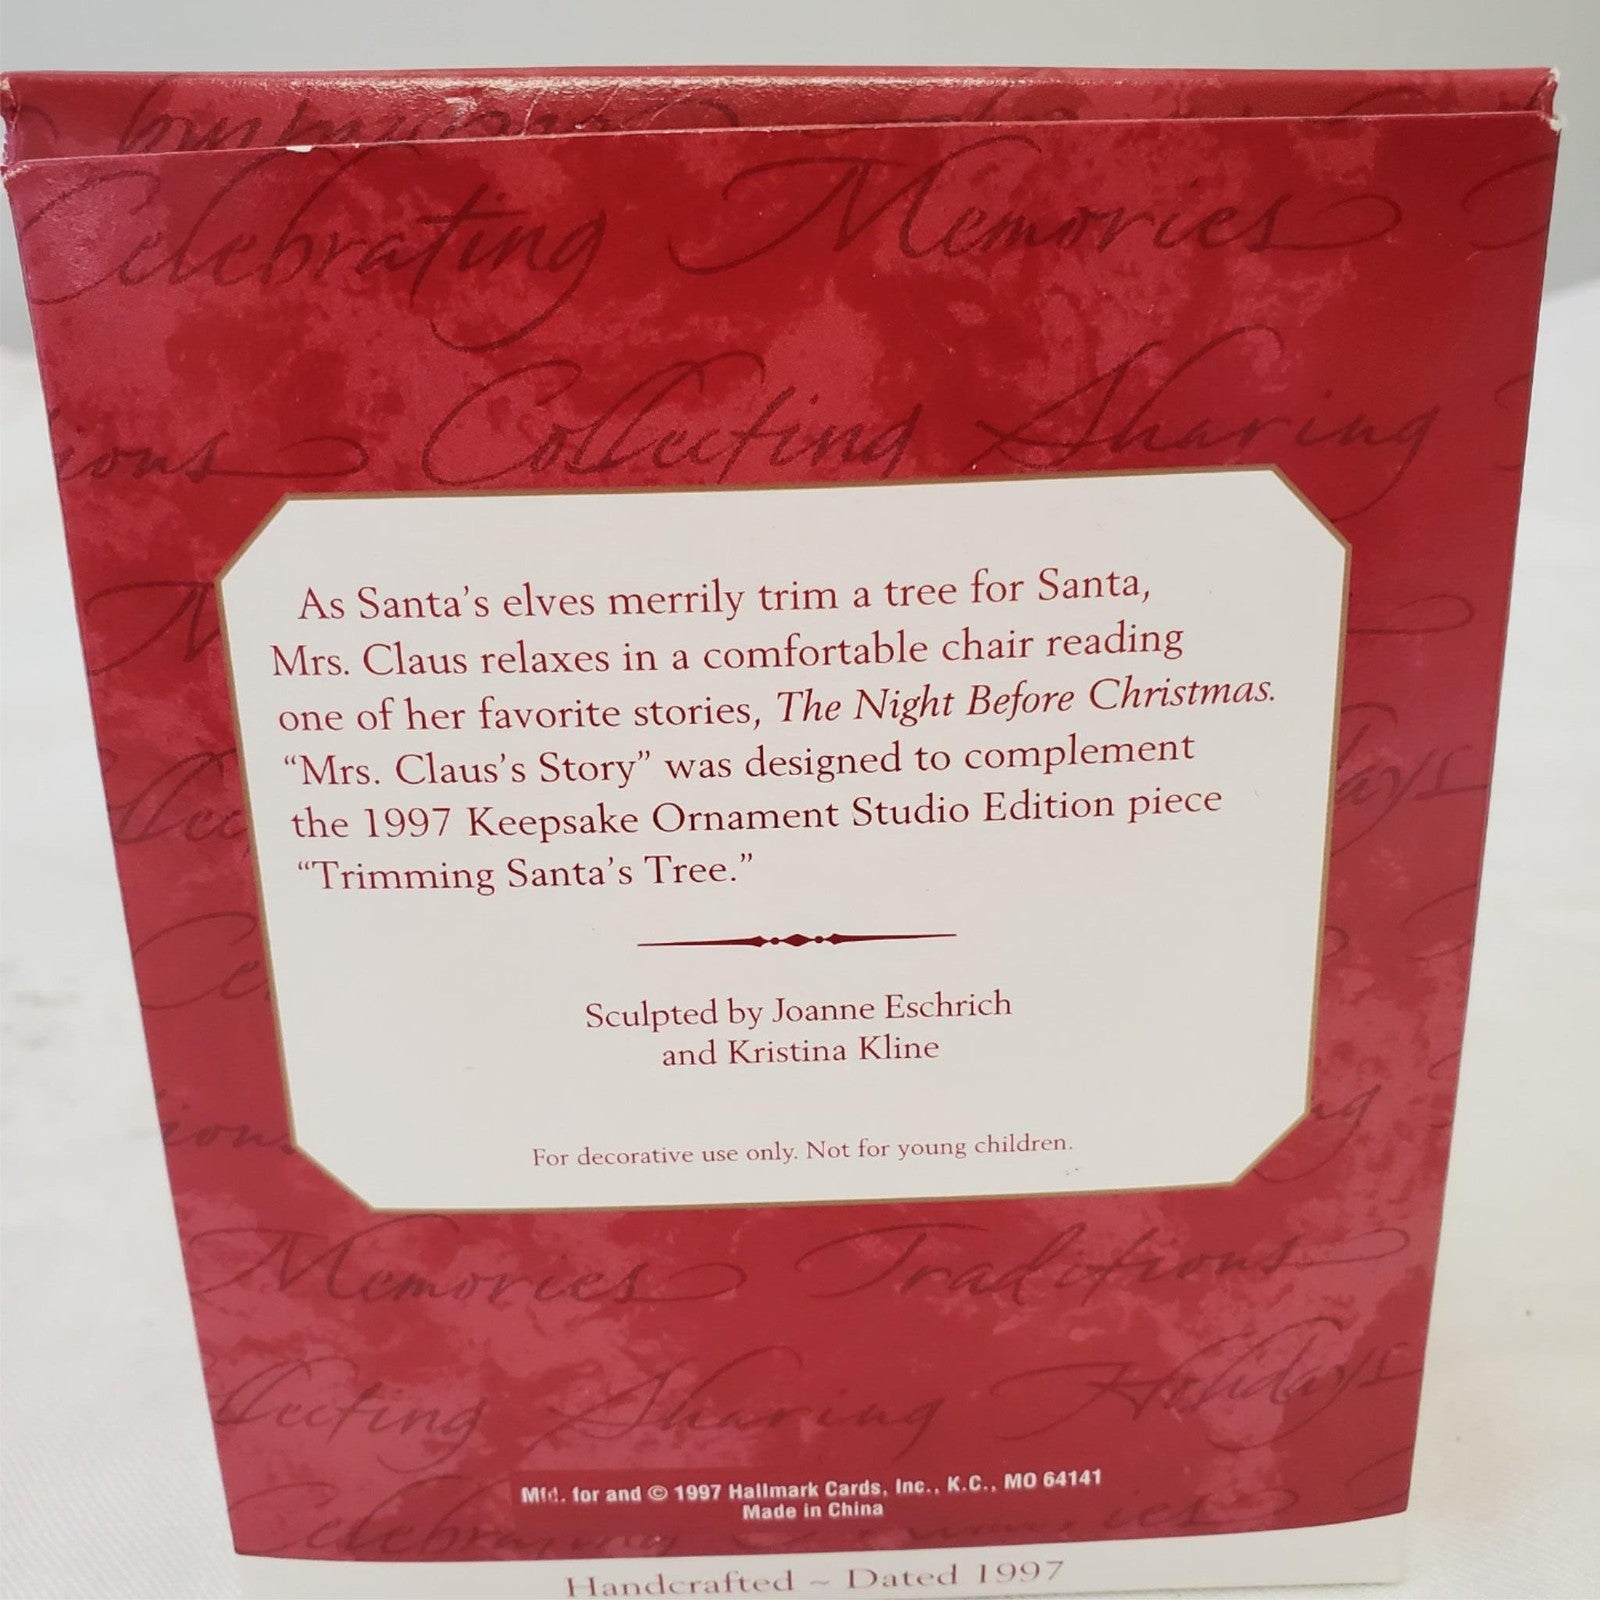 Celebrating Memories
Collecting Sharing
As Santa's elves merrily trim a tree for Santa,
Mrs. Claus relaxes in a comfortable chair reading
one of her favorite stories, The Night Before Christmas.
“Mrs. Claus's Story” was designed to complement
the 1997 Keepsake Ornament Studio Edition piece
“Trimming Santa's Tree.”
Sculpted by Joanne Eschrich
and Kristina Kline
For decorative use only. Not for young children.
Memories Traditions
Sharing Holidays
Mfd. for and © 1997 Hallmark Cards, Inc., K.C., MO 64141
Made in China
Handcrafted ~ Dated 1997